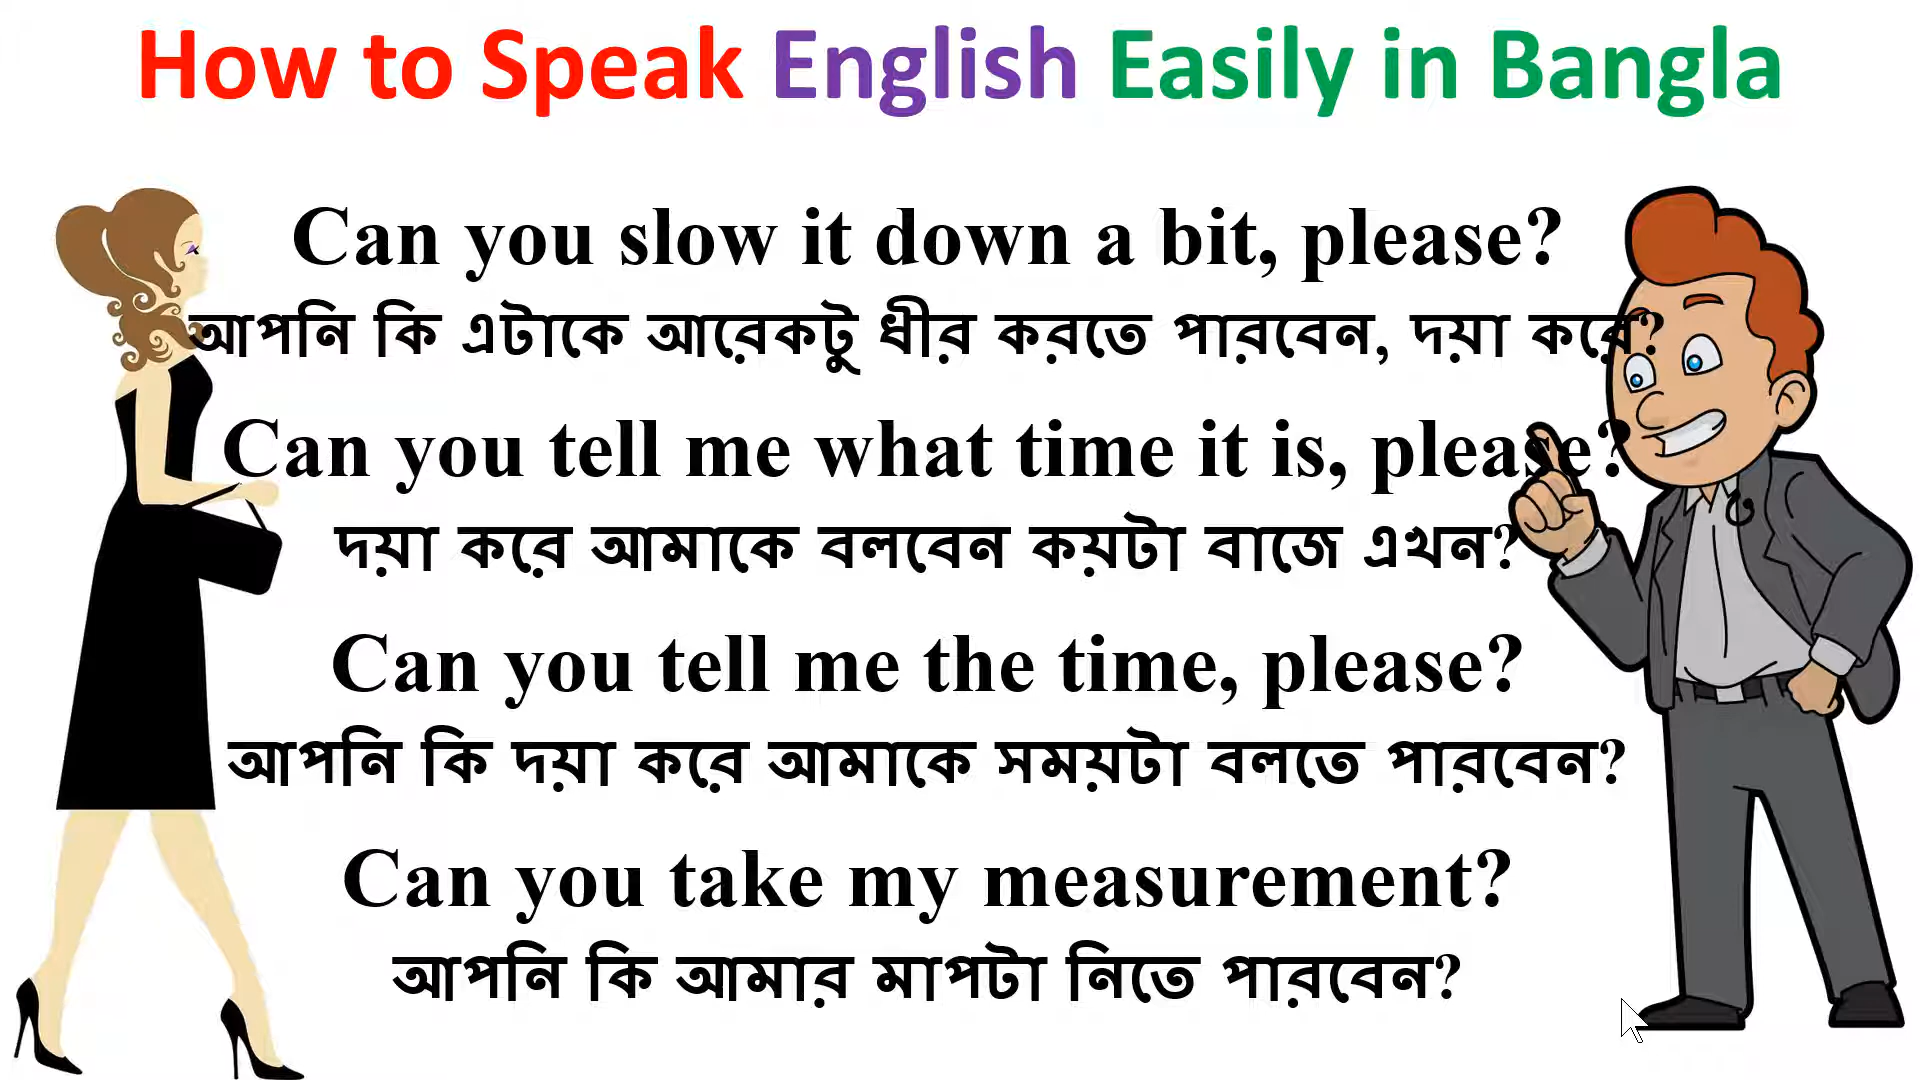 How to Speak English Easily in Bangla
Can you slow it down a bit, please?
আপনি কি এটাকে আরেকটু ধীর করতে পারবেন, দয়া করে?
Can you tell me what time it is, please?
দয়া করে আমাকে বলবেন কয়টা বাজে এখন?
Can you tell me the time, please?
আপনি কি দয়া করে আমাকে সময়টা বলতে পারবেন?
Can you take my measurement?
আপনি কি আমার মাপটা নিতে পারবেন?